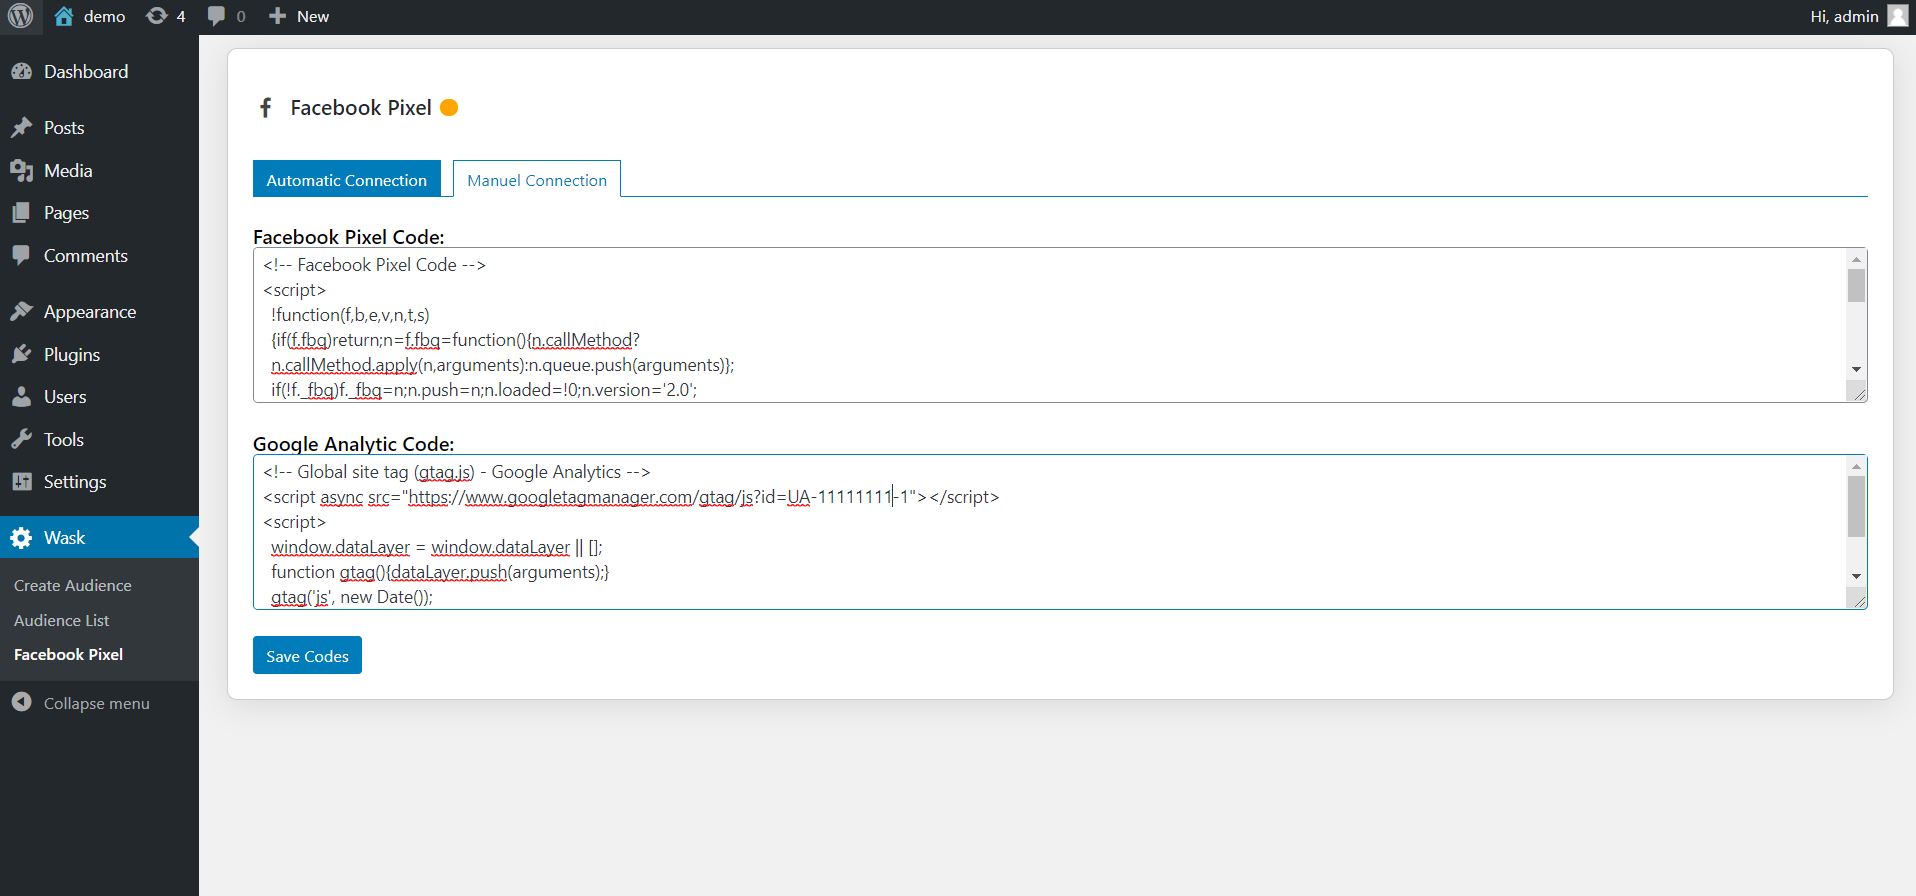 demo 4 0 New Hi, admin
Dashboard
Posts
Media
Pages
Comments
Appearance
Plugins
Users
Tools
Settings
Wask
Create Audience
Audience List
Facebook Pixel
Collapse menu
Facebook Pixel
Automatic Connection Manuel Connection
Facebook Pixel Code:
<!-- Facebook Pixel Code -->
<script>
!function(f,b,e,v,n,t,s)
{if(f.fbq)return;n=f.fbq=function(){n.callMethod?
n.callMethod.apply(n,arguments):n.queue.push(arguments)};
if(!f._fbq)f._fbq=n;n.push=n;n.loaded=!0;n.version='2.0';
Google Analytic Code:
<!-- Global site tag (gtag.js) - Google Analytics -->
<script async src="https://www.googletagmanager.com/gtag/js?id=UA-11111111-1"></script>
<script>
window.dataLayer = window.dataLayer || [];
function gtag(){dataLayer.push(arguments);}
gtag('js', new Date());
Save Codes